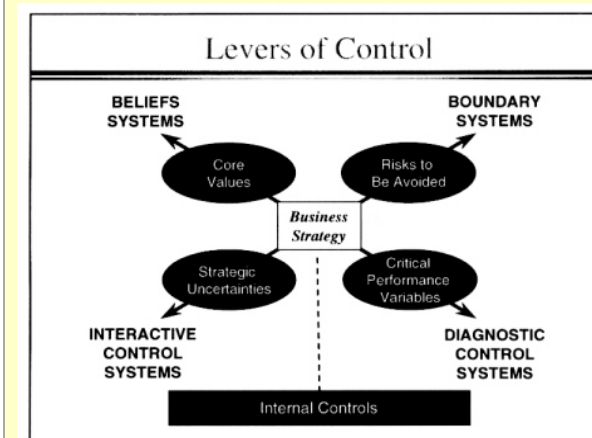 Levers of Control
BELIEFS
SYSTEMS
BOUNDARY
SYSTEMS
Core
Values
Risks to
Be Avoided
Business
Strategy
Strategic
Uncertainties
Critical
Performance
Variables
INTERACTIVE
CONTROL
SYSTEMS
DIAGNOSTIC
CONTROL
SYSTEMS
Internal Controls